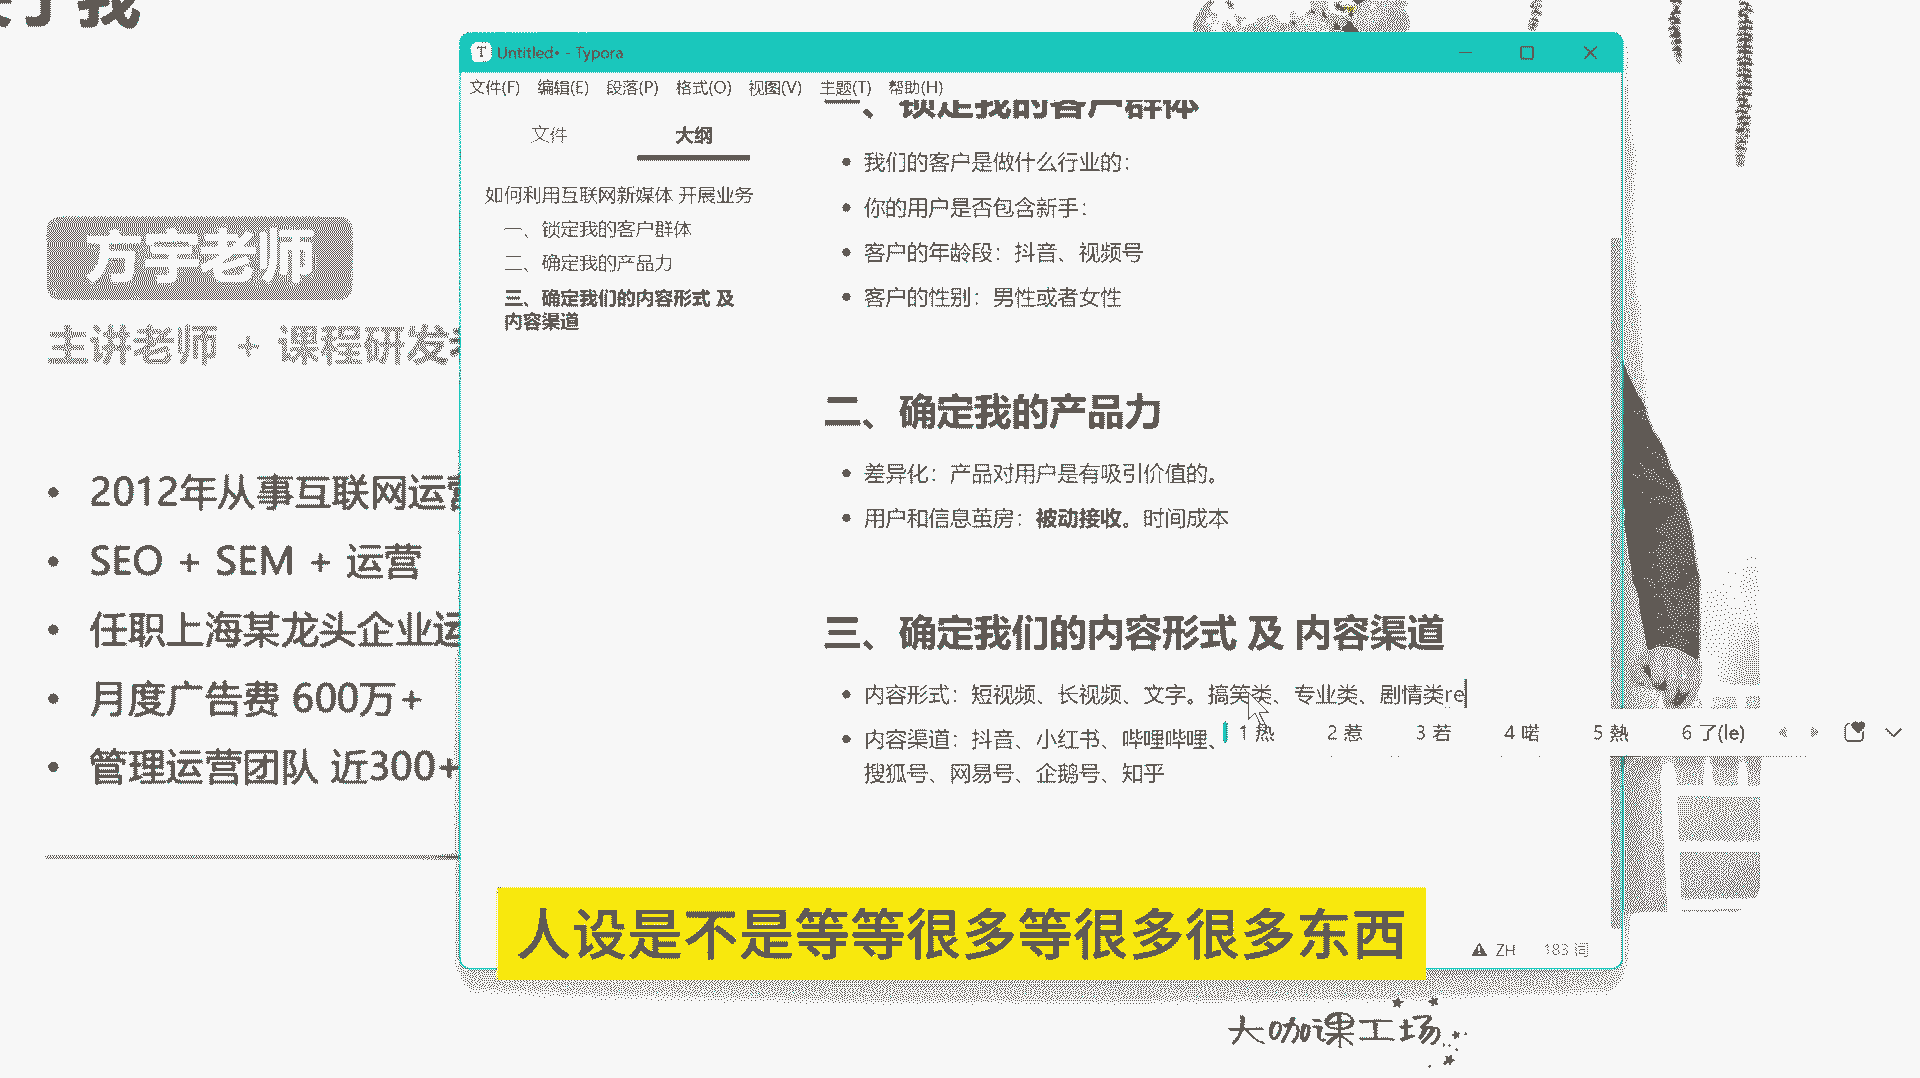 Untitled• - Typora
文件(F) 编辑(E) 段落(P) 格式(O) 视图(V) 主题(T) 帮助(H)
文件 大纲
如何利用互联网新媒体 开展业务
一、锁定我的客户群体
二、确定我的产品力
三、确定我们的内容形式 及
内容渠道
一、锁定我的客户群体
我们的客户是做什么行业的：
你的用户是否包含新手：
客户的年龄段：抖音、视频号
客户的性别：男性或者女性
二、确定我的产品力
差异化：产品对用户是有吸引价值的。
用户和信息茧房：被动接收。时间成本
三、确定我们的内容形式 及 内容渠道
内容形式：短视频、长视频、文字。搞笑类、专业类、剧情类re
内容渠道：抖音、小红书、哔哩哔哩、
搜狐号、网易号、企鹅号、知乎
1 热 2 惹 3 若 4 喏 5 熱 6 了(le)
ZH 183 词
方宇老师
主讲老师 + 课程研发
• 2012年从事互联网运营
• SEO + SEM + 运营
• 任职上海某龙头企业运
• 月度广告费 600万+
• 管理运营团队 近300+
人设是不是等等很多等很多很多东西
大咖课工场